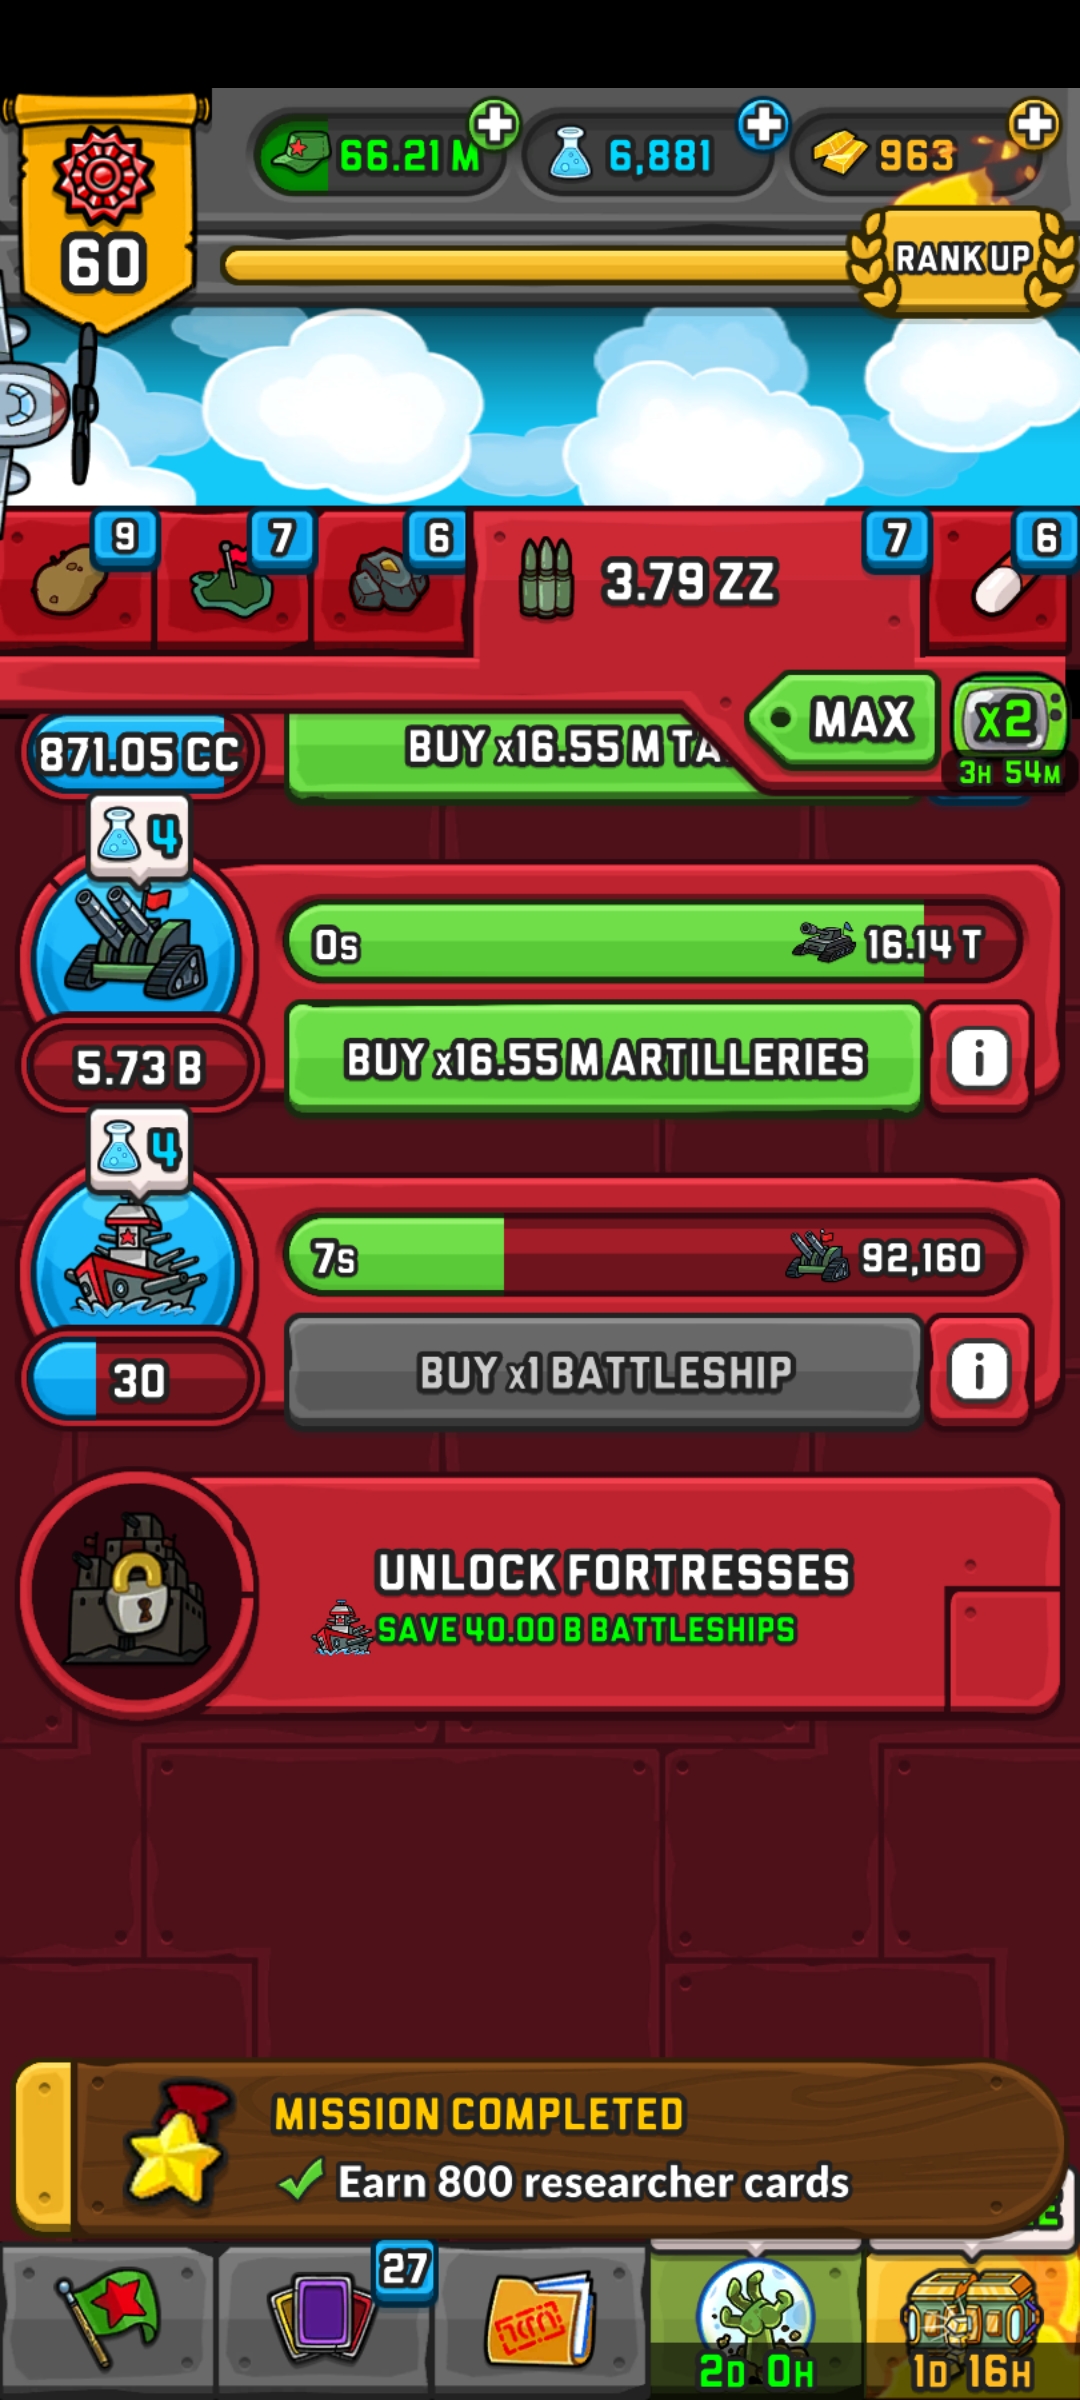 66.21 M
6,881
963
60
RANK UP
9
7
6
3.79 ZZ
7
6
MAX
x2
3H 54M
871.05 CC
BUY x16.55 M TA
4
0s
16.14 T
5.73 B
BUY x16.55 M ARTILLERIES
i
4
7s
92,160
30
BUY x1 BATTLESHIP
i
UNLOCK FORTRESSES
SAVE 40.00 B BATTLESHIPS
MISSION COMPLETED
Earn 800 researcher cards
27
2D 0H
1D 16H